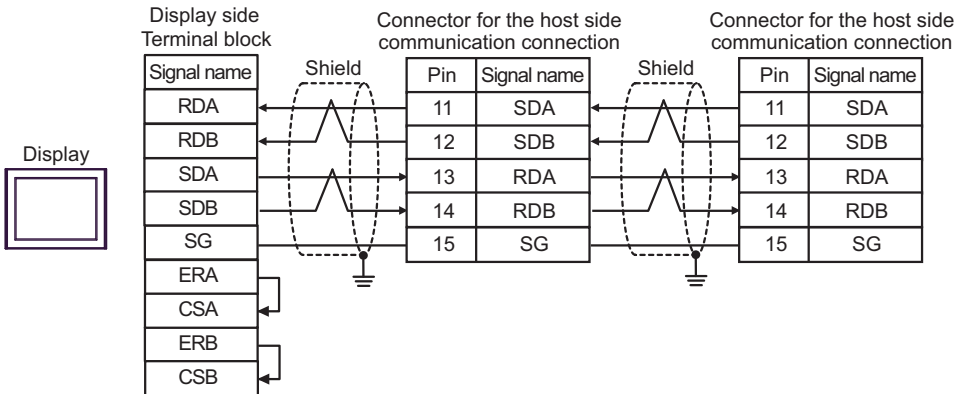 Display side
Terminal block
Connector for the host side
communication connection
Connector for the host side
communication connection
Signal name
Shield
Pin
Signal name
Shield
Pin
Signal name
RDA
11
SDA
11
SDA
RDB
12
SDB
12
SDB
Display
SDA
13
RDA
13
RDA
SDB
14
RDB
14
RDB
SG
15
SG
15
SG
ERA
CSA
ERB
CSB